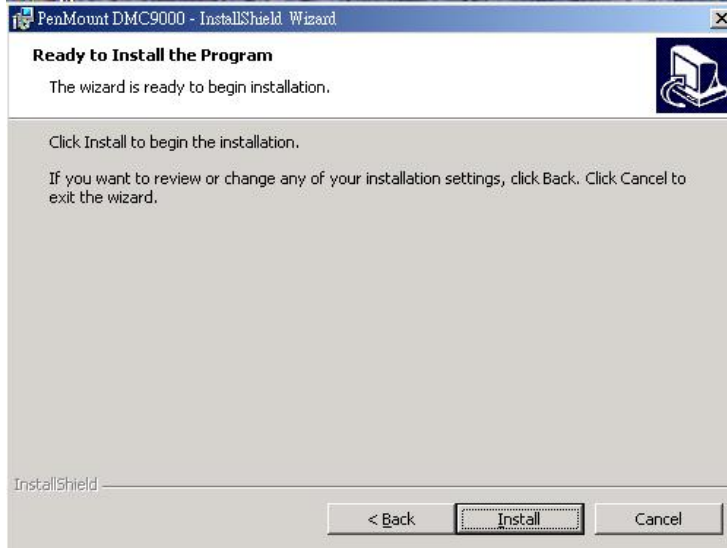 PenMount DMC9000 - InstallShield Wizard
Ready to Install the Program
The wizard is ready to begin installation.
Click Install to begin the installation.
If you want to review or change any of your installation settings, click Back. Click Cancel to
exit the wizard.
InstallShield
< Back
Install
Cancel